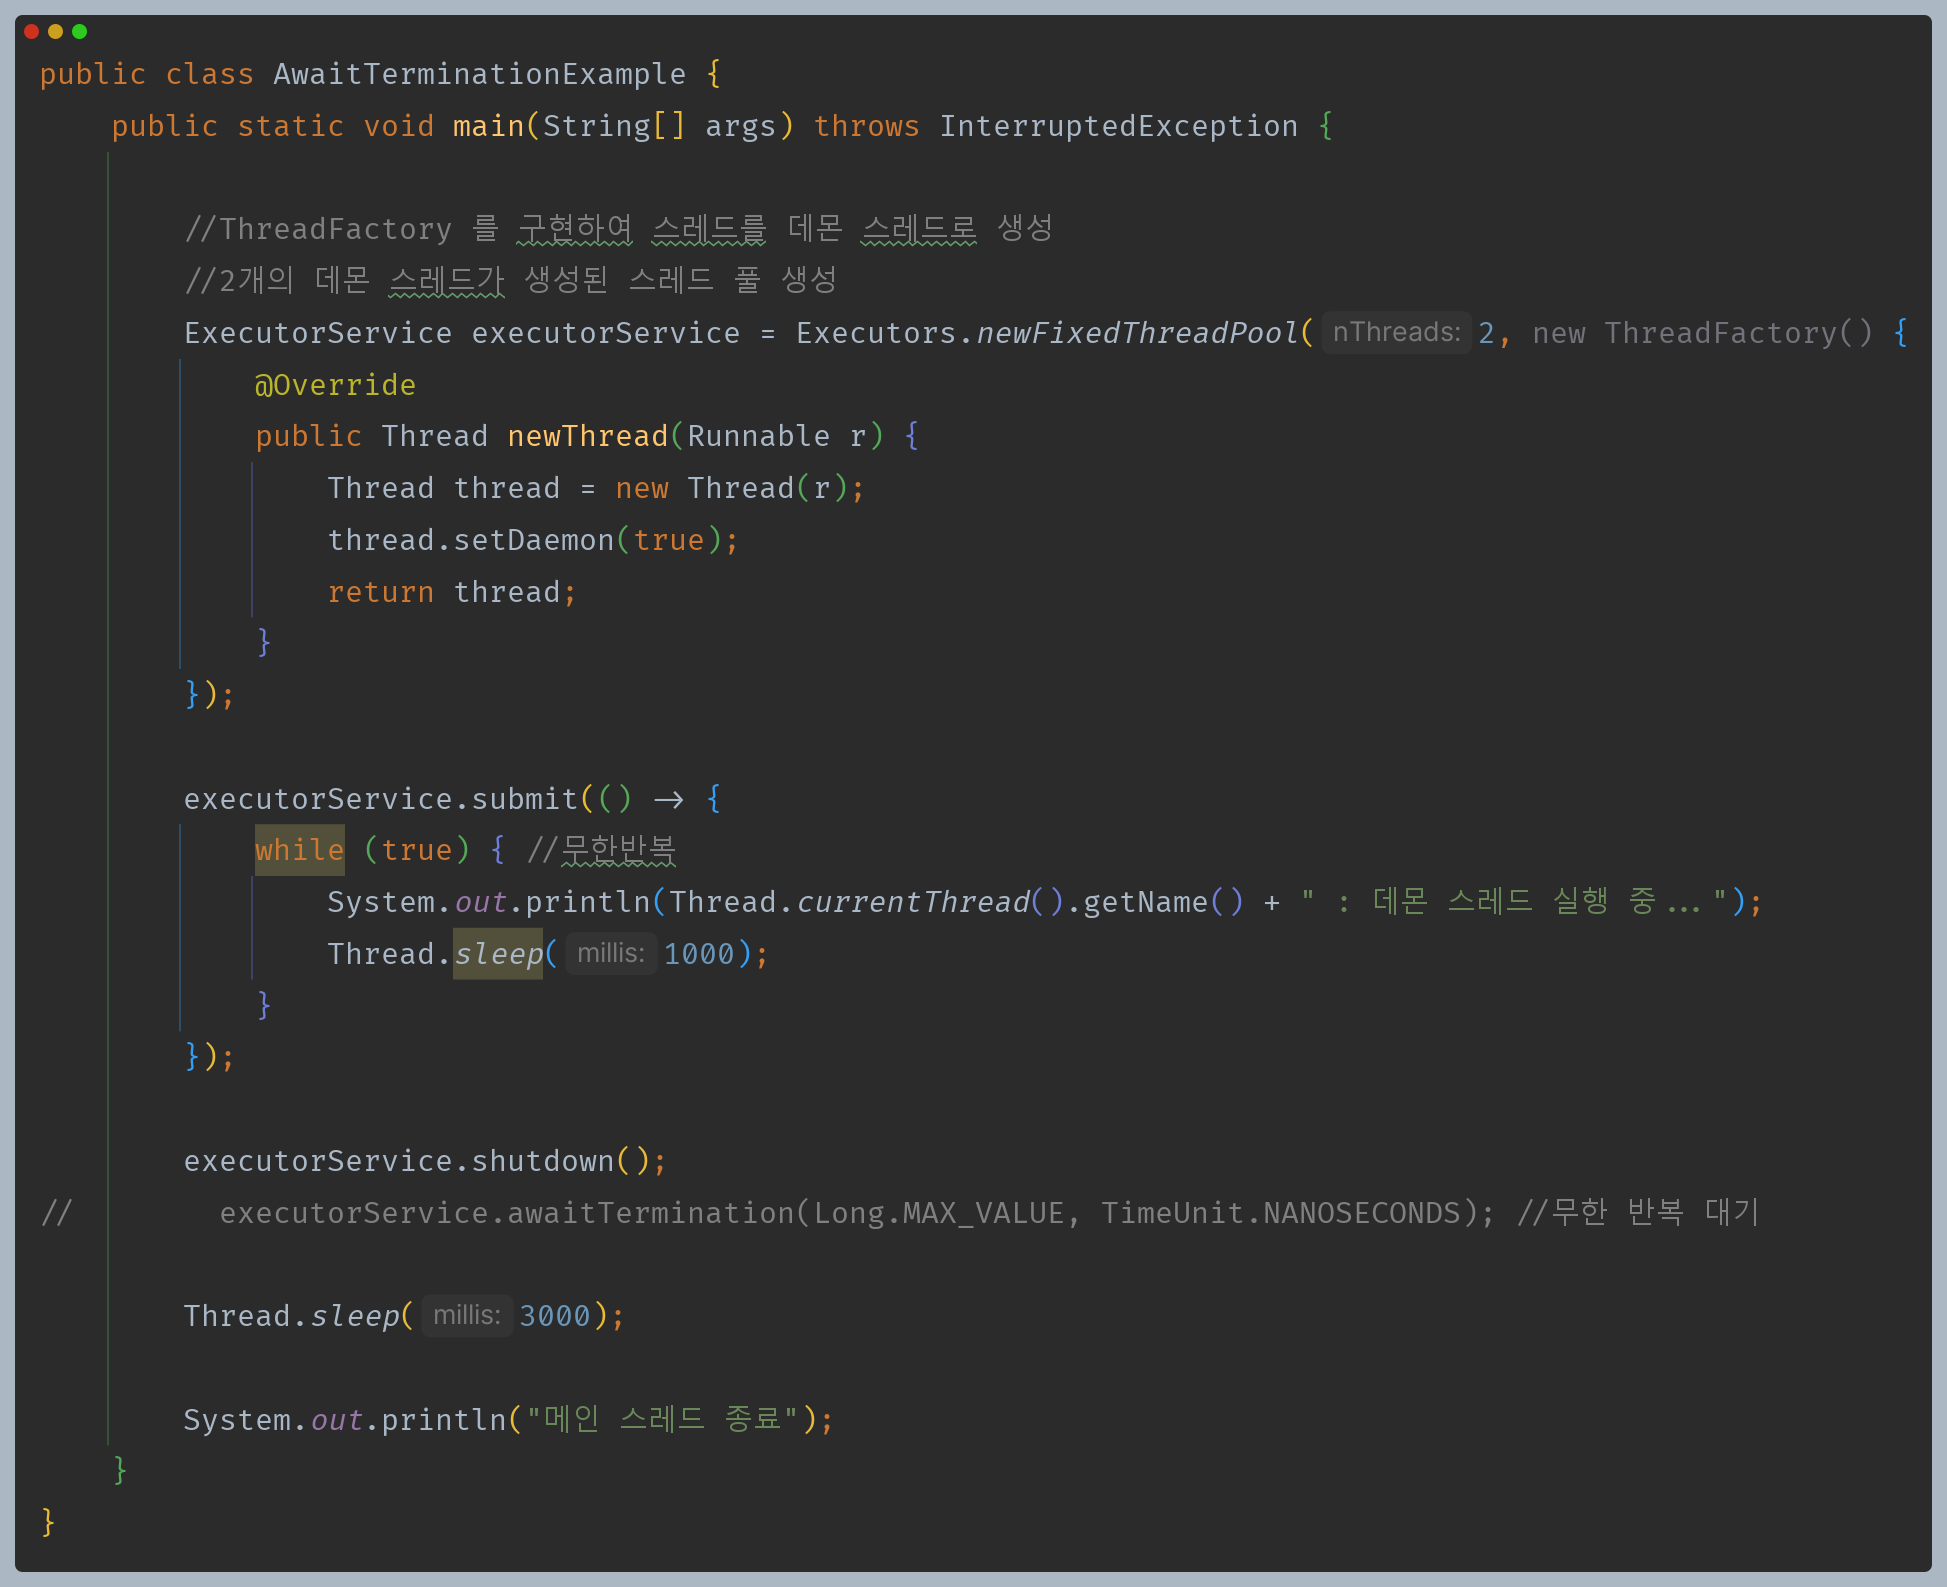 public class AwaitTerminationExample {
public static void main(String[] args) throws InterruptedException {
//ThreadFactory 를 구현하여 스레드를 데몬 스레드로 생성
//2개의 데몬 스레드가 생성된 스레드 풀 생성
ExecutorService executorService = Executors.newFixedThreadPool( nThreads: 2, new ThreadFactory() {
@Override
public Thread newThread(Runnable r) {
Thread thread = new Thread(r);
thread.setDaemon(true);
return thread;
}
});
executorService.submit(() -> {
while (true) { //무한반복
System.out.println(Thread.currentThread().getName() + " : 데몬 스레드 실행 중...");
Thread.sleep( millis: 1000);
}
});
executorService.shutdown();
// executorService.awaitTermination(Long.MAX_VALUE, TimeUnit.NANOSECONDS); //무한 반복 대기
Thread.sleep( millis: 3000);
System.out.println("메인 스레드 종료");
}
}